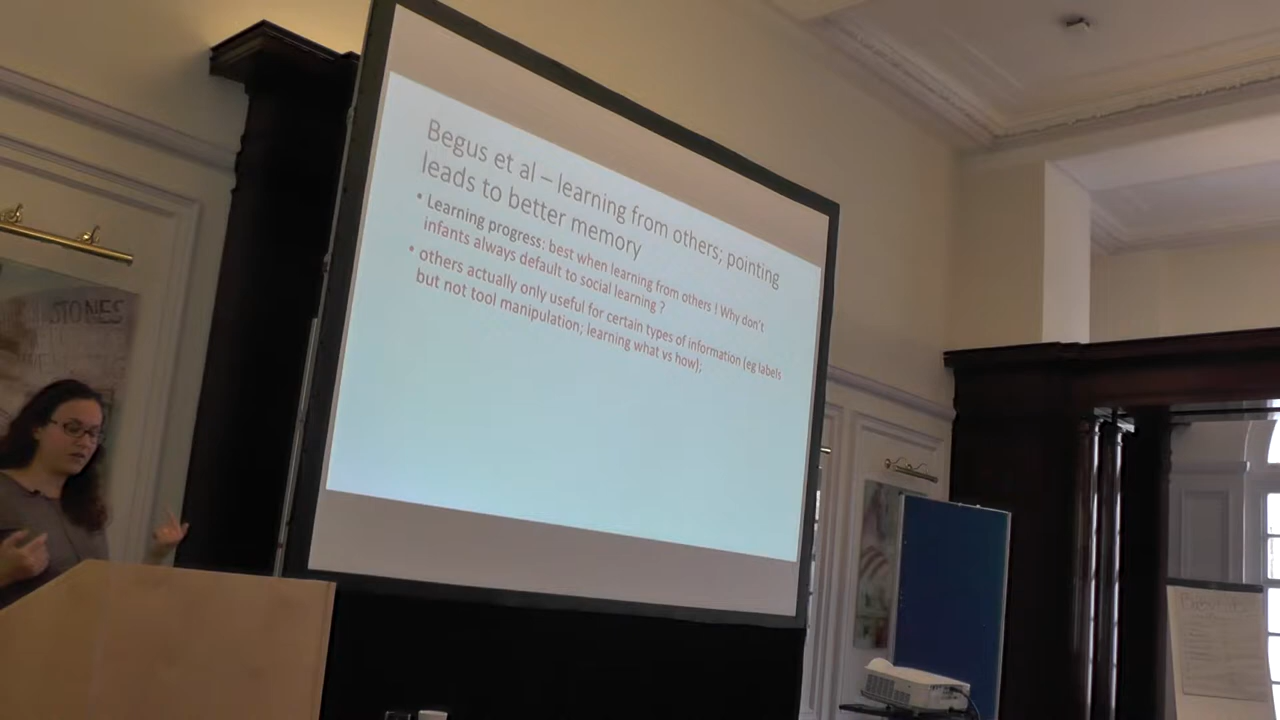 Begus et al – learning from others; pointing
leads to better memory
• Learning progress: best when learning from others ! Why don't
infants always default to social learning ?
• others actually only useful for certain types of information (eg labels
but not tool manipulation; learning what vs how);
STONES